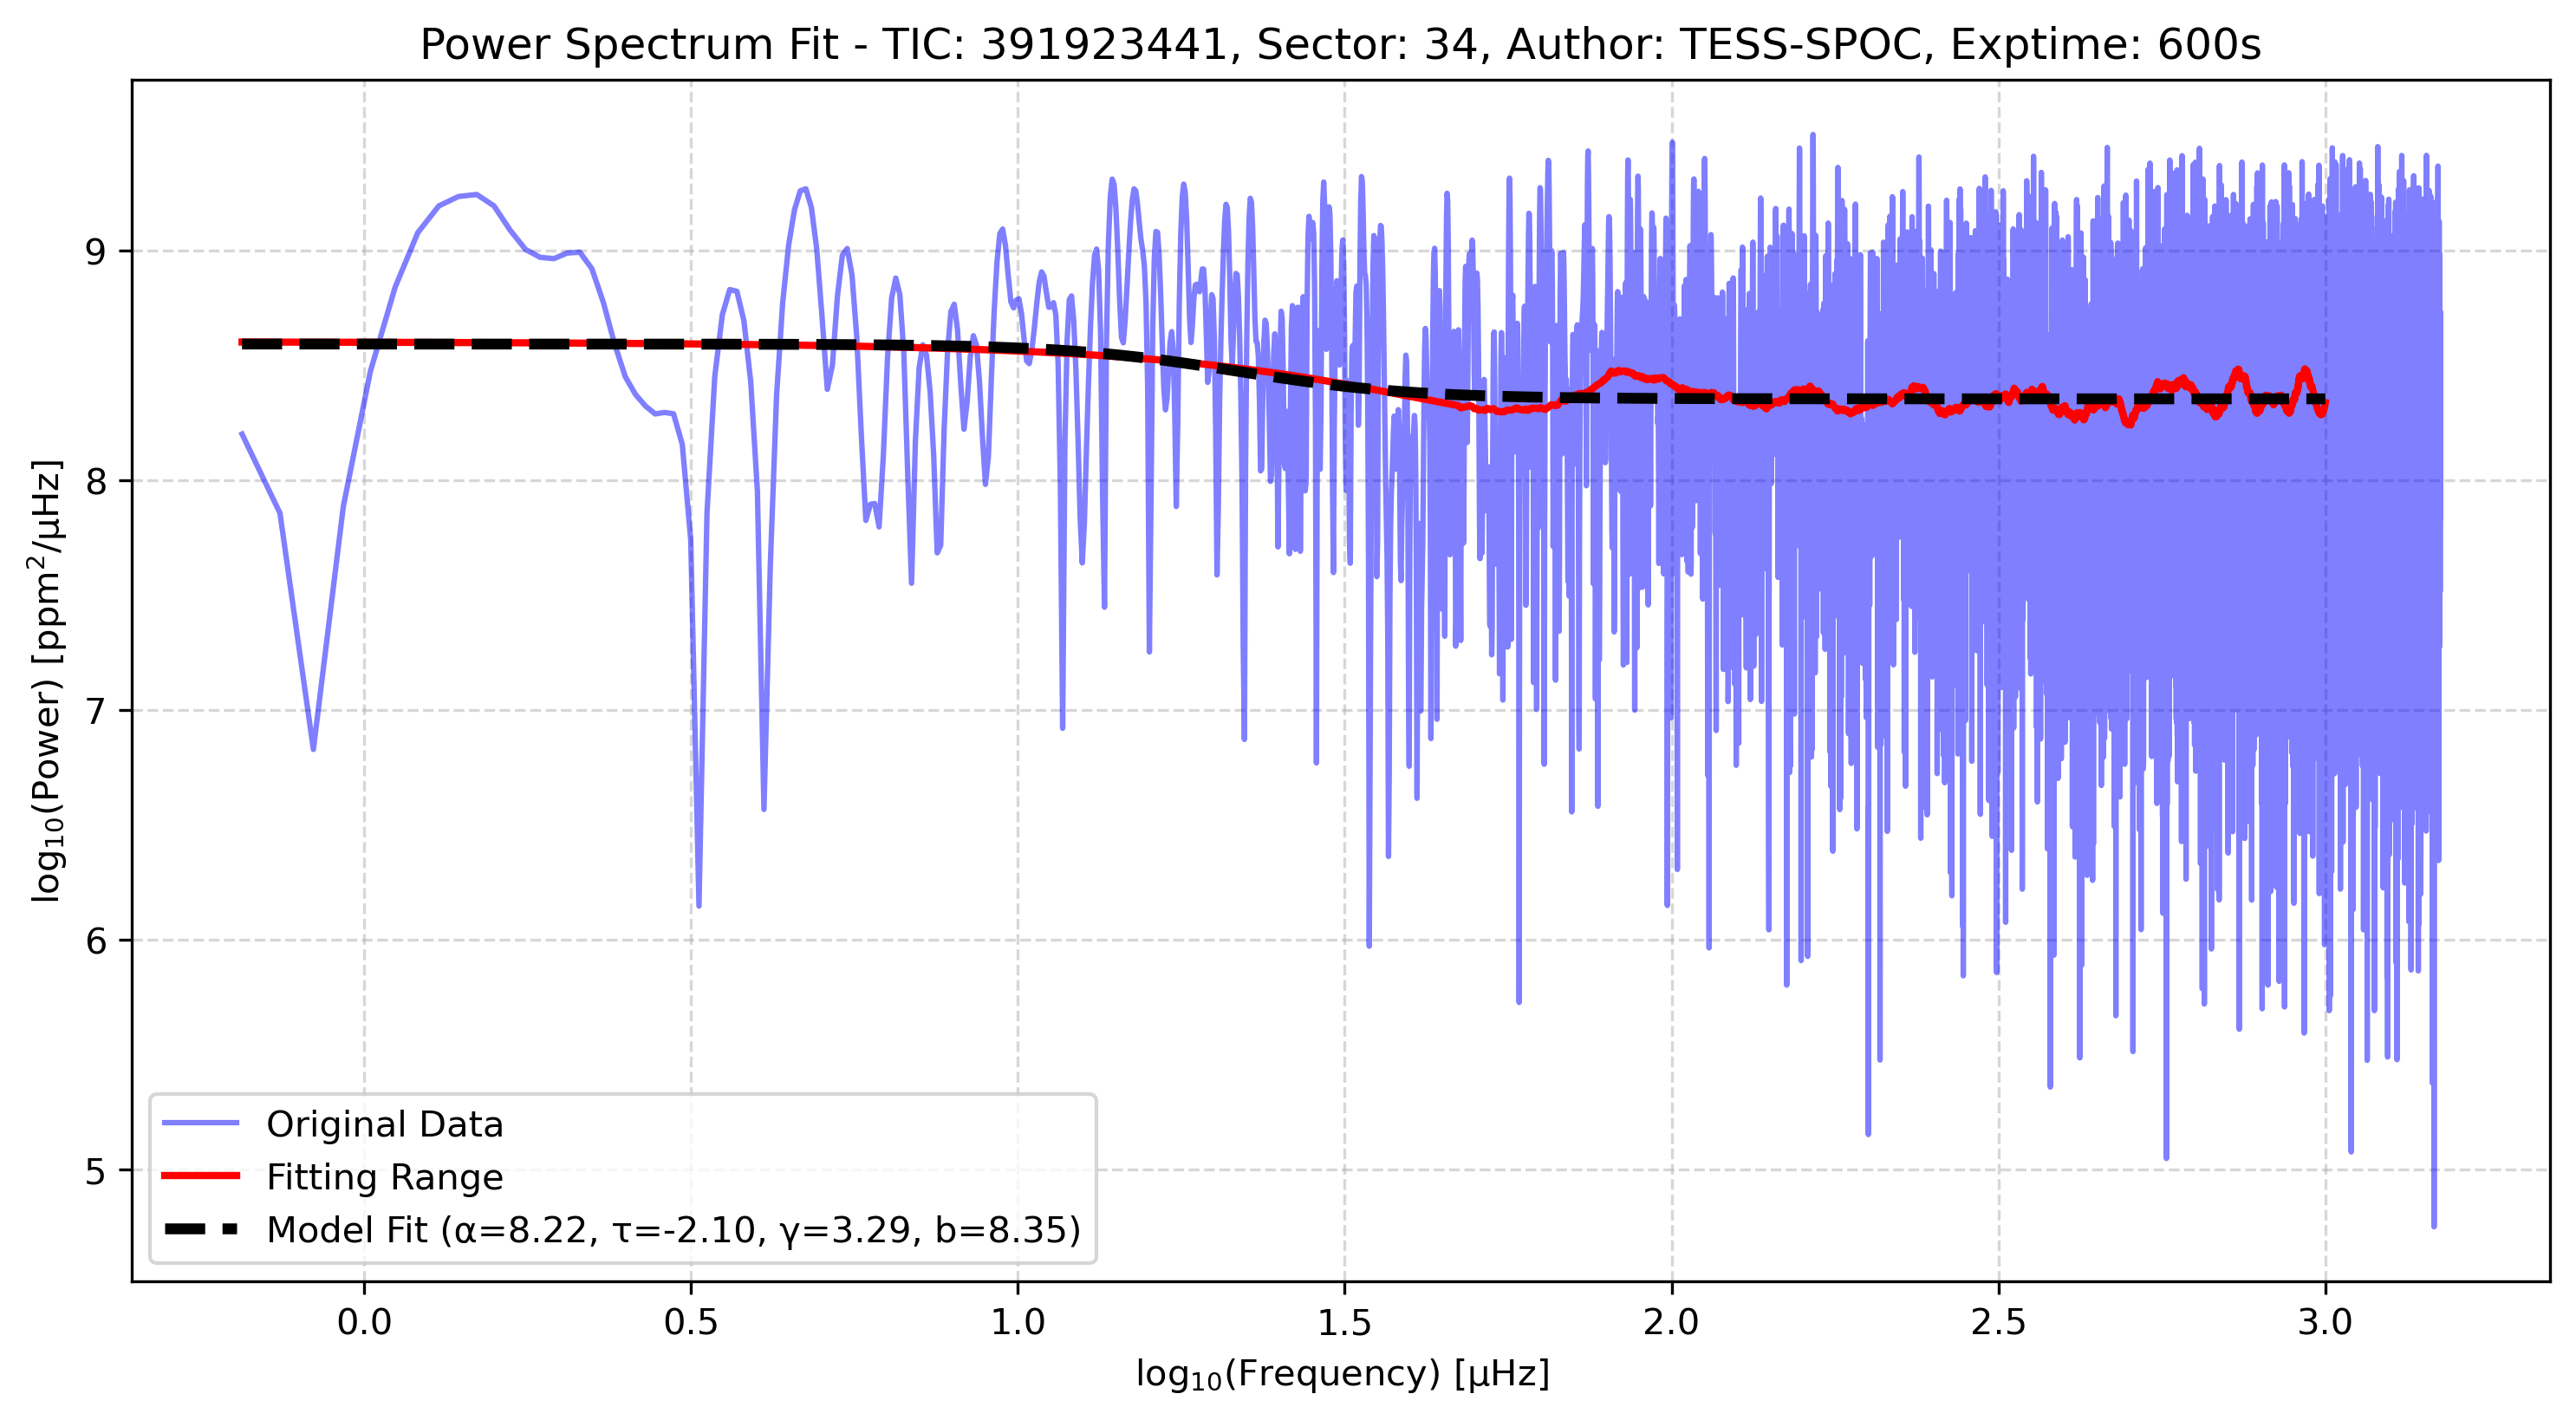 Power Spectrum Fit - TIC: 391923441, Sector: 34, Author: TESS-SPOC, Exptime: 600s
log₁₀(Power) [ppm²/μHz]
9
8
7
6
5
Original Data
Fitting Range
Model Fit (α=8.22, τ=-2.10, γ=3.29, b=8.35)
0.0 0.5 1.0 1.5 2.0 2.5 3.0
log₁₀(Frequency) [μHz]